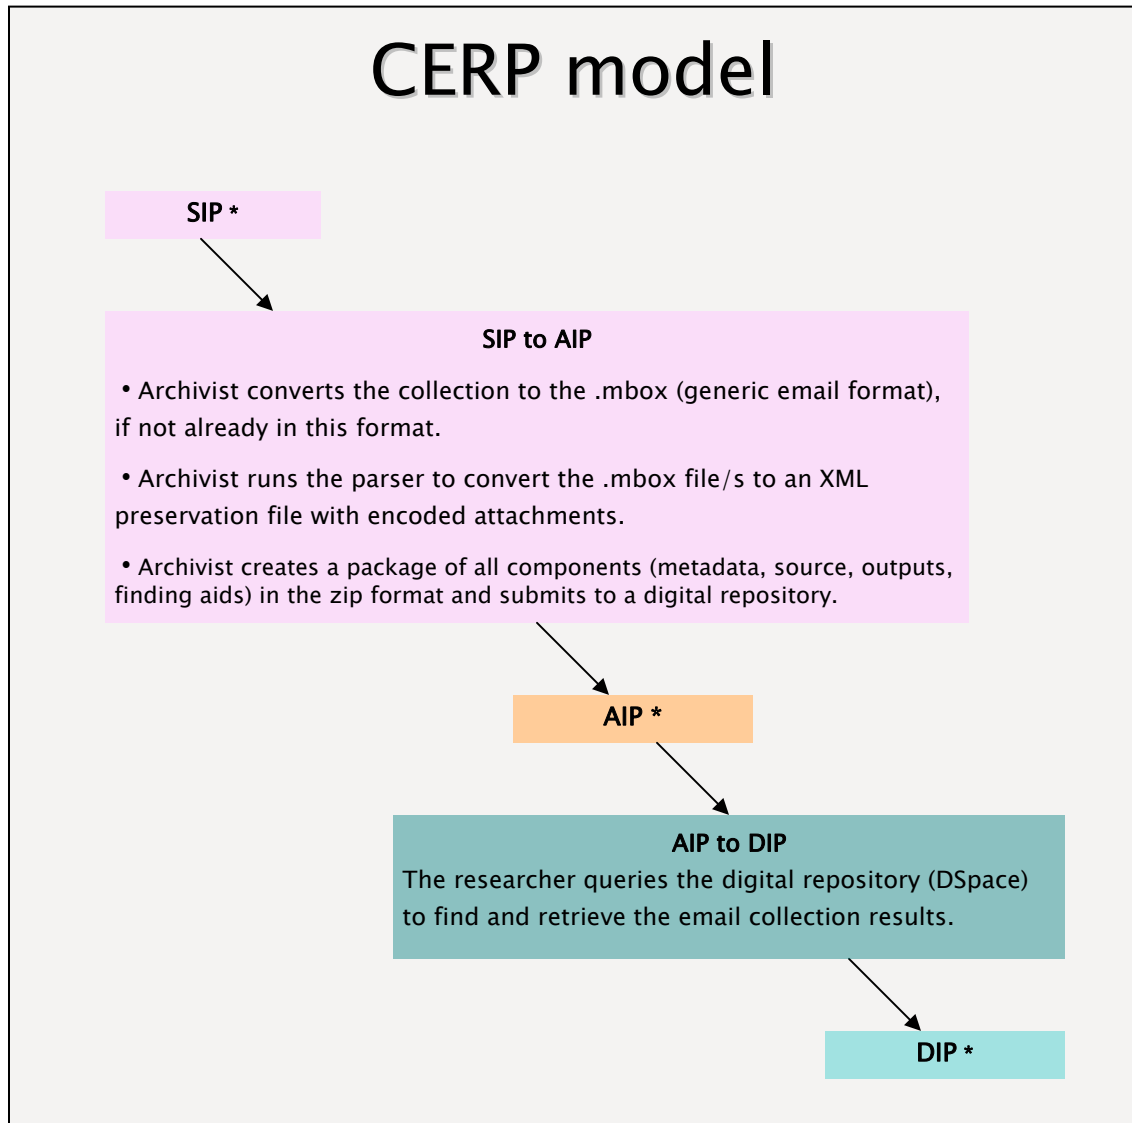 CERP model
SIP *
SIP to AIP
• Archivist converts the collection to the .mbox (generic email format),
if not already in this format.
• Archivist runs the parser to convert the .mbox file/s to an XML
preservation file with encoded attachments.
• Archivist creates a package of all components (metadata, source, outputs,
finding aids) in the zip format and submits to a digital repository.
AIP *
AIP to DIP
The researcher queries the digital repository (DSpace)
to find and retrieve the email collection results.
DIP *